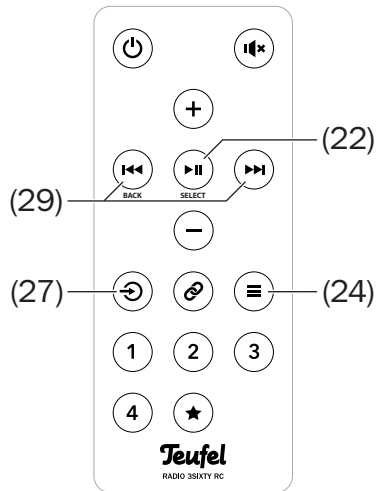 (22)
(29)
BACK SELECT
(27)
(24)
1 2 3
4
Teufel
RADIO 3SIXTY RC